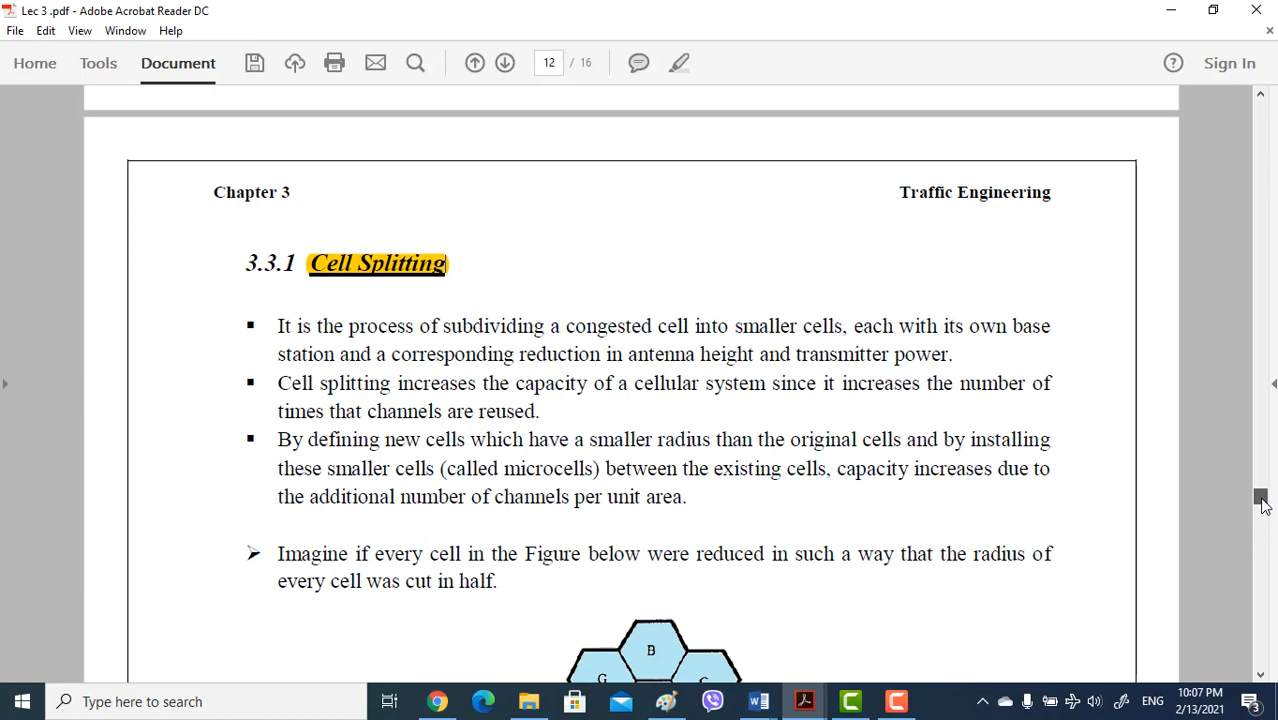 Lec 3 .pdf - Adobe Acrobat Reader DC
File Edit View Window Help
Home Tools Document 12 / 16 Sign In
Chapter 3 Traffic Engineering
3.3.1 Cell Splitting
▪ It is the process of subdividing a congested cell into smaller cells, each with its own base
station and a corresponding reduction in antenna height and transmitter power.
▪ Cell splitting increases the capacity of a cellular system since it increases the number of
times that channels are reused.
▪ By defining new cells which have a smaller radius than the original cells and by installing
these smaller cells (called microcells) between the existing cells, capacity increases due to
the additional number of channels per unit area.
➢ Imagine if every cell in the Figure below were reduced in such a way that the radius of
every cell was cut in half.
B
G
Type here to search
ENG
10:07 PM
2/13/2021
3